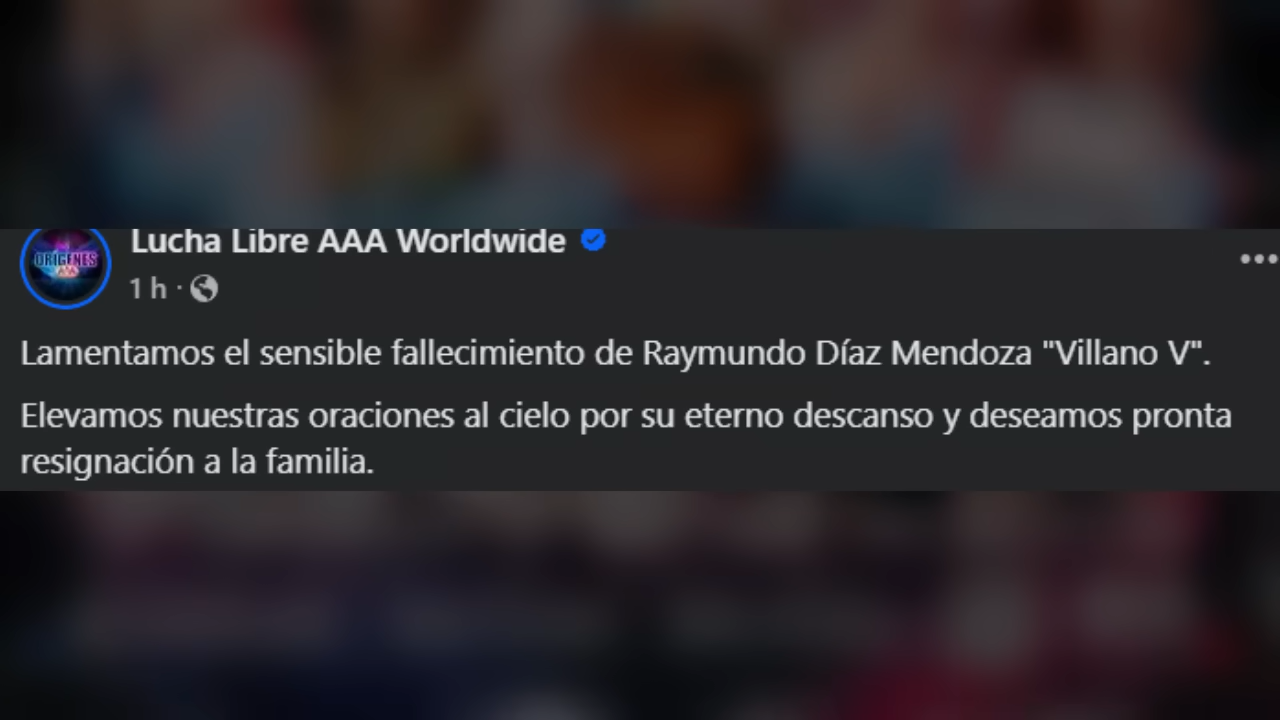 ORÍGENES
AAA
Lucha Libre AAA Worldwide
1 h ·
Lamentamos el sensible fallecimiento de Raymundo Díaz Mendoza "Villano V".
Elevamos nuestras oraciones al cielo por su eterno descanso y deseamos pronta
resignación a la familia.